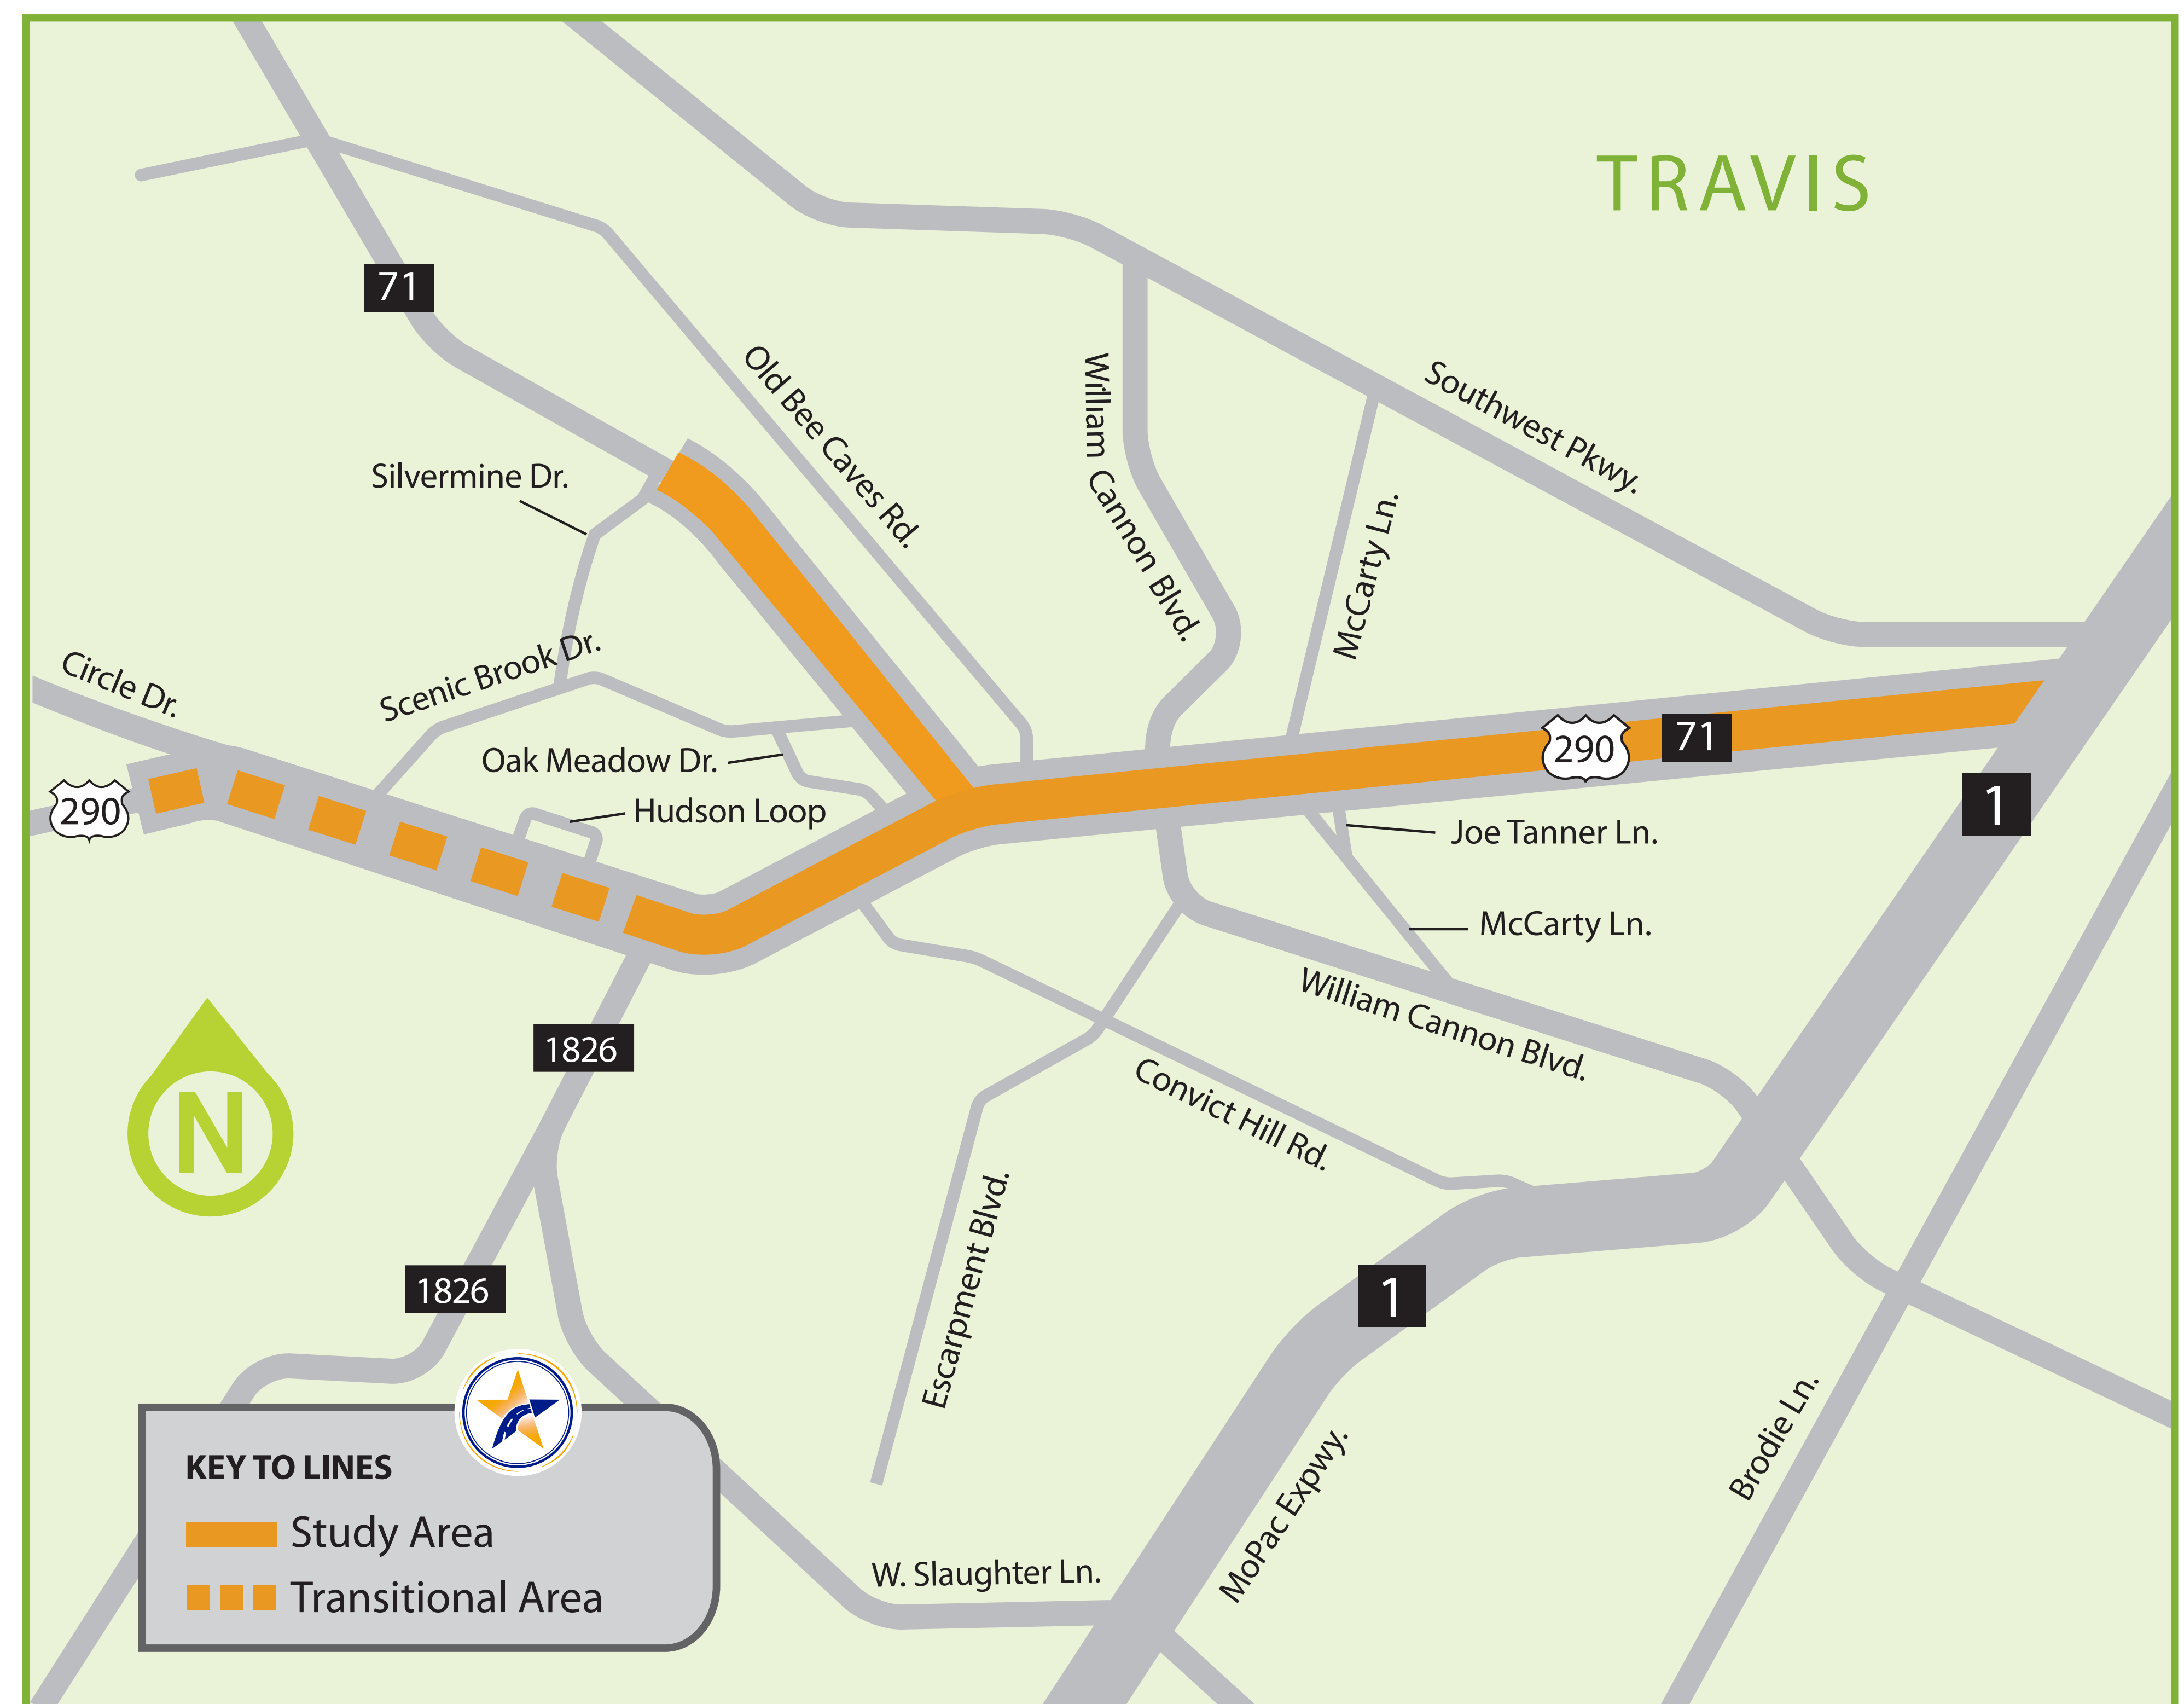 TRAVIS
71
Old Bee Caves Rd.
William Cannon Blvd.
Southwest Pkwy.
Silvermine Dr.
McCarty Ln.
Scenic Brook Dr.
Circle Dr.
Oak Meadow Dr.
290
71
290
Hudson Loop
1
Joe Tanner Ln.
McCarty Ln.
William Cannon Blvd.
1826
Convict Hill Rd.
N
Escarpment Blvd.
1826
1
Brodie Ln.
MoPac Expwy.
W. Slaughter Ln.
KEY TO LINES
Study Area
Transitional Area